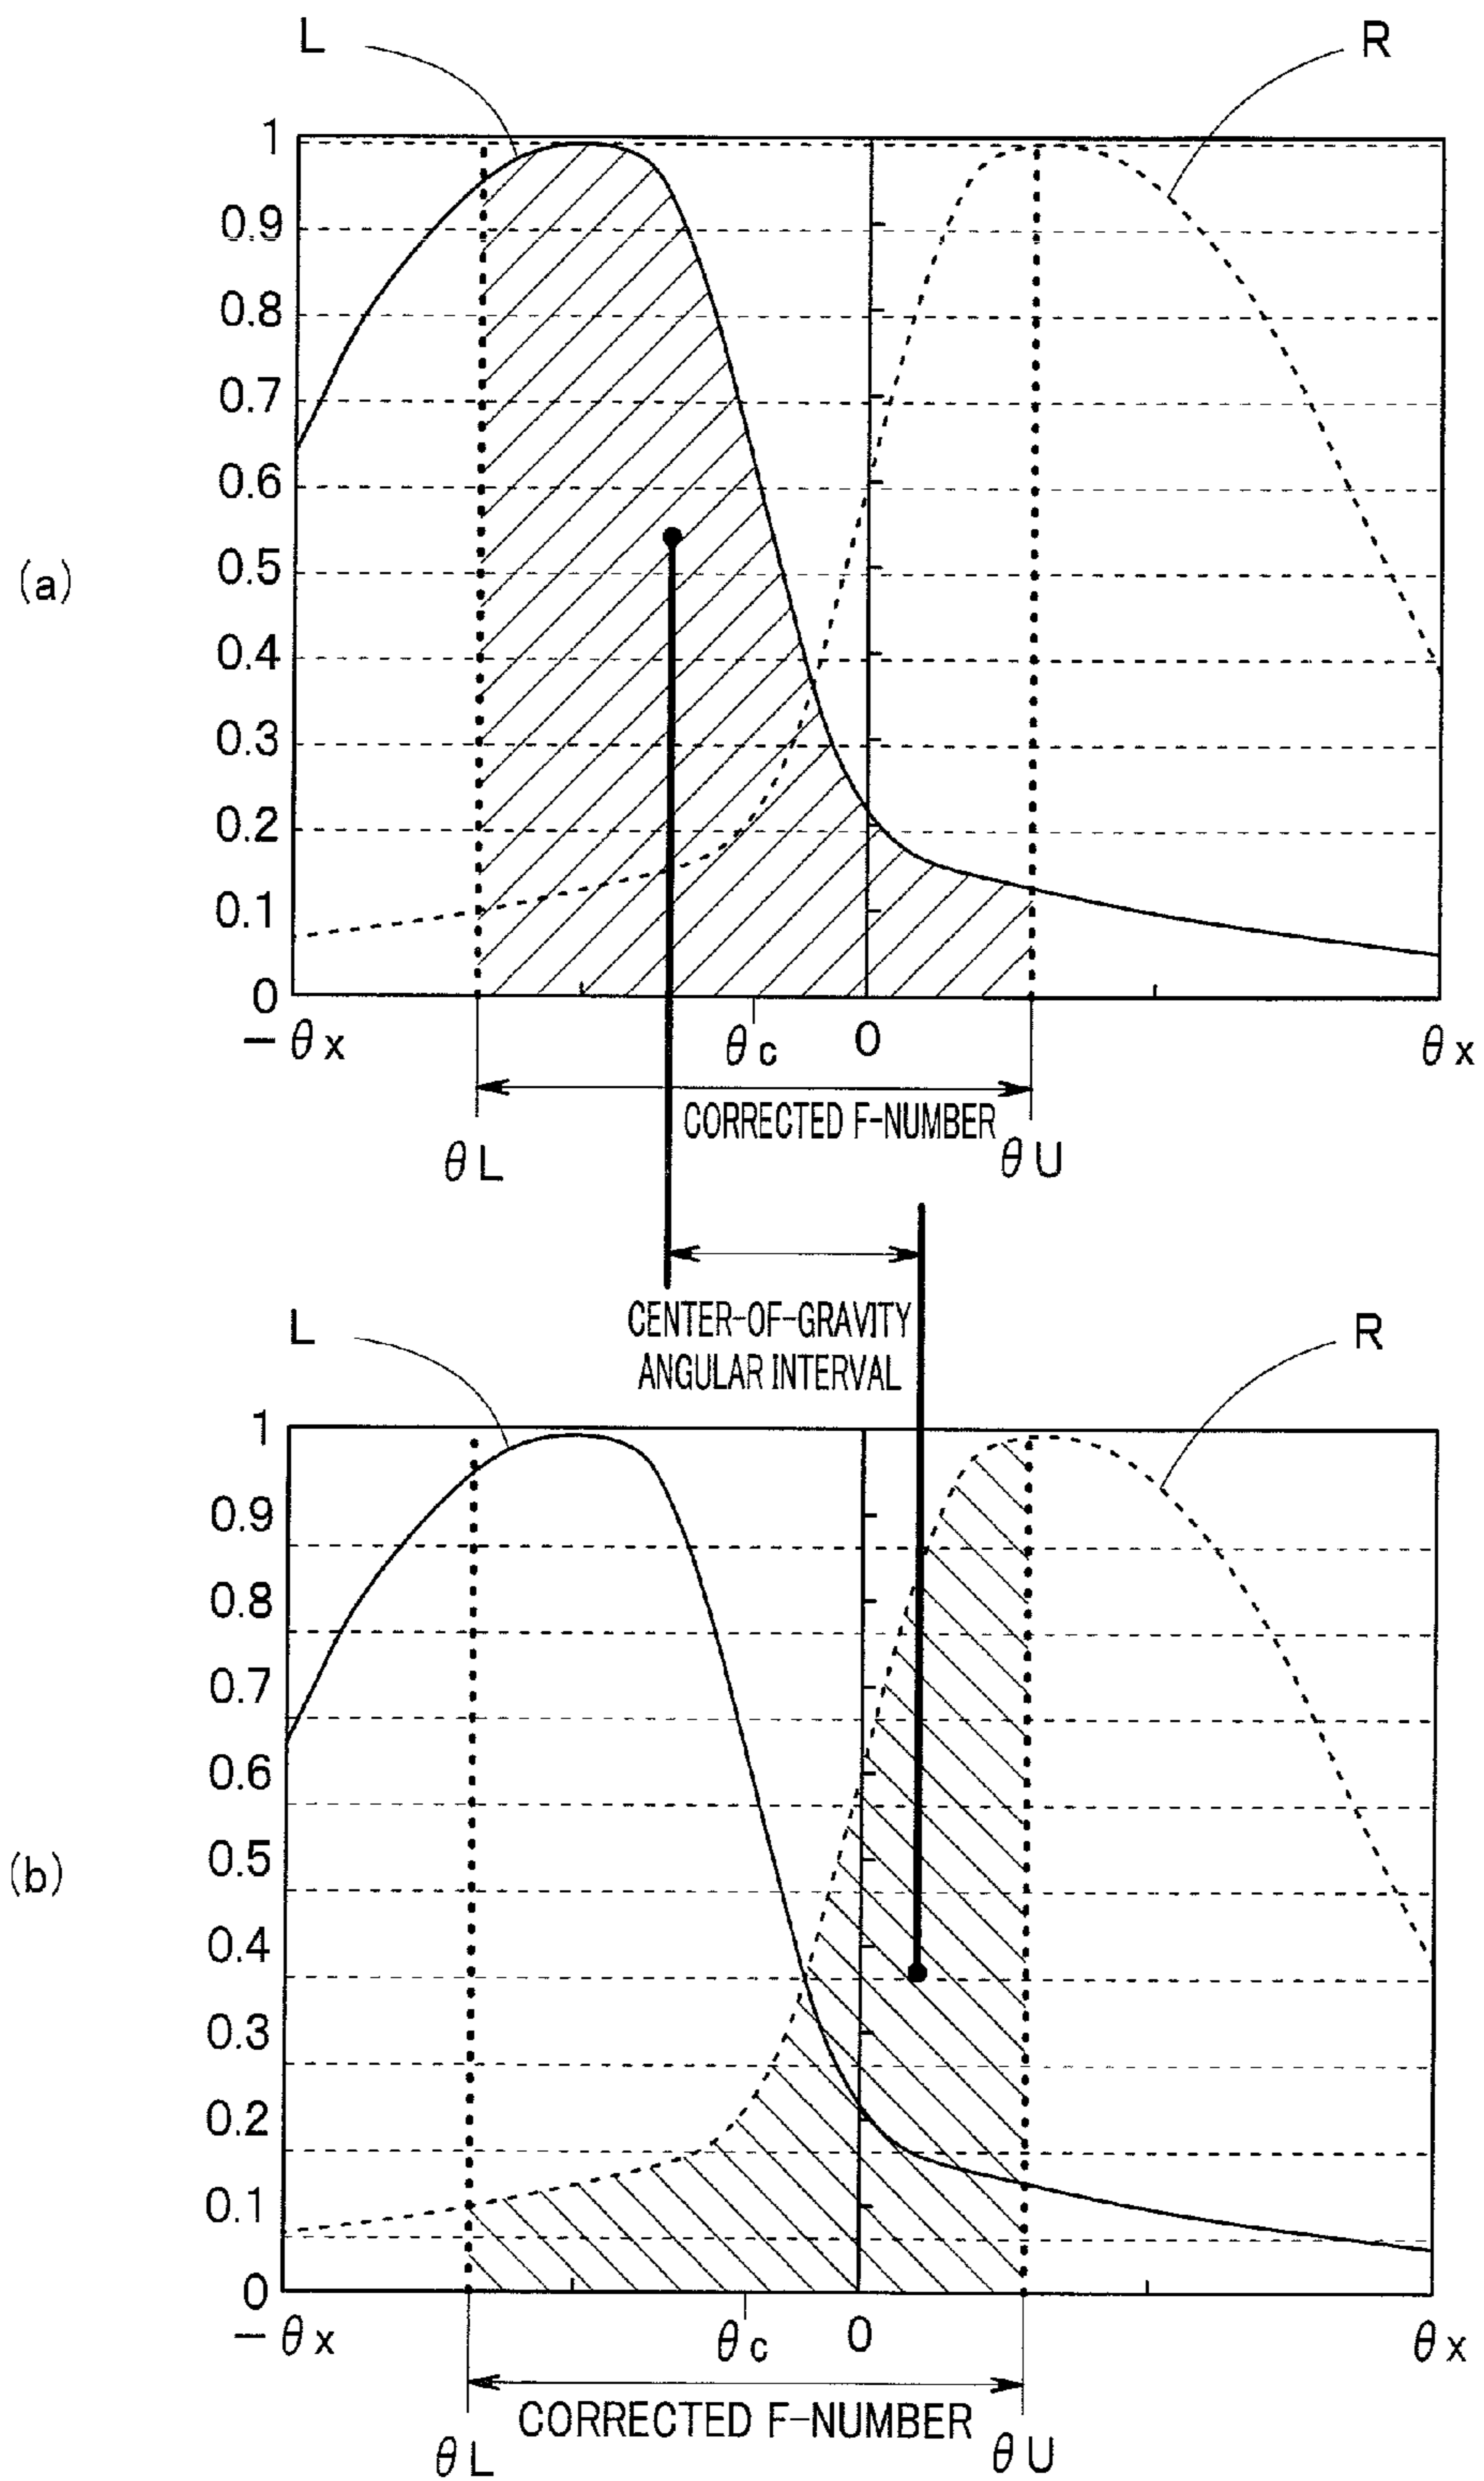 L
R
1
0.9
0.8
0.7
0.6
(a)
0.5
0.4
0.3
0.2
0.1
0
−θx
θc
0
θx
CORRECTED F-NUMBER
θL
θU
CENTER-OF-GRAVITY
ANGULAR INTERVAL
L
R
1
0.9
0.8
0.7
0.6
(b)
0.5
0.4
0.3
0.2
0.1
0
−θx
θc
0
θx
CORRECTED F-NUMBER
θL
θU